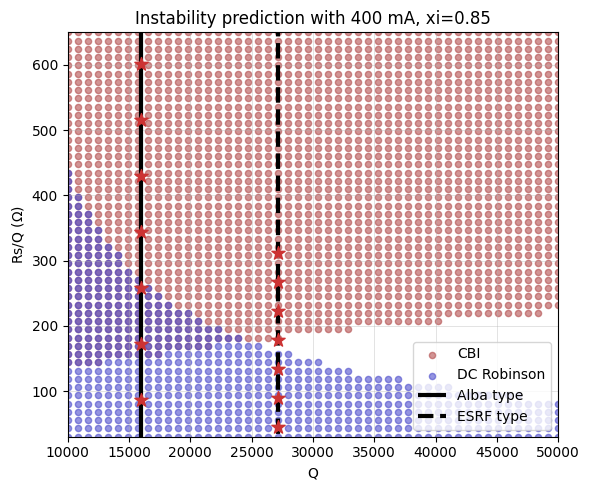 Instability prediction with 400 mA, xi=0.85
Rs/Q (Ω)
600
500
400
300
200
100
CBI
DC Robinson
Alba type
ESRF type
10000 15000 20000 25000 30000 35000 40000 45000 50000
Q